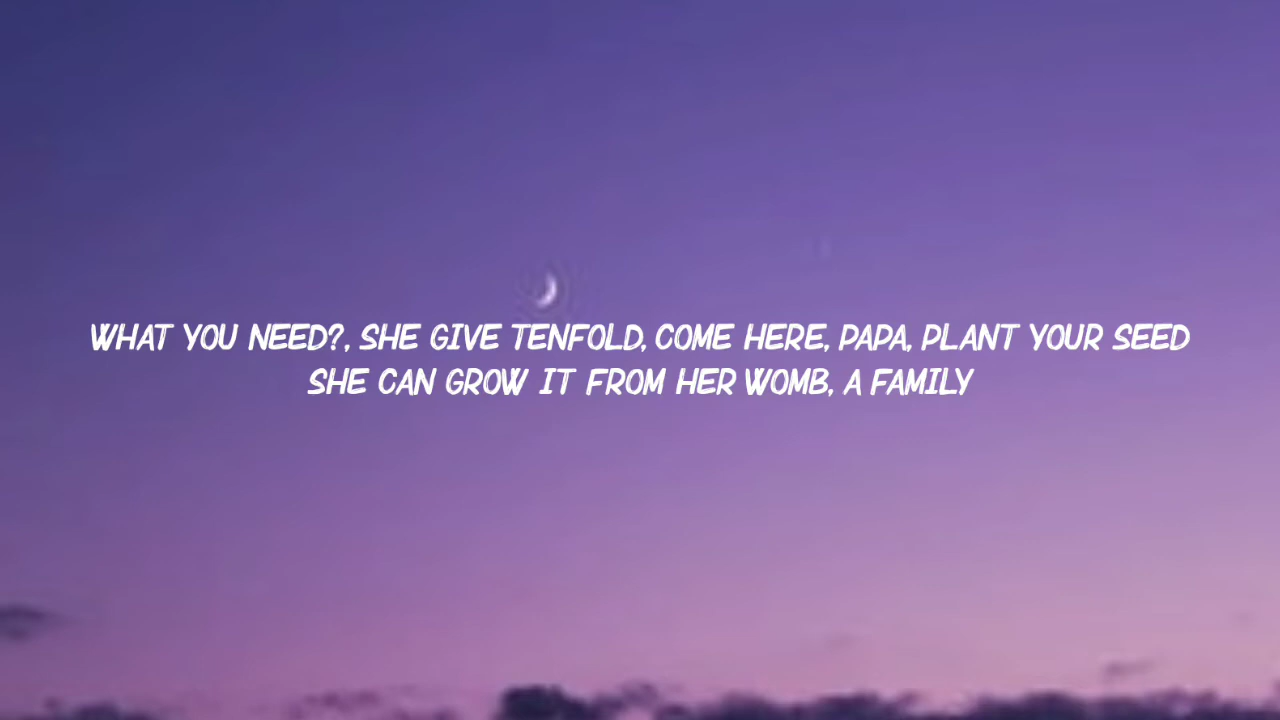 WHAT YOU NEED?, SHE GIVE TENFOLD, COME HERE, PAPA, PLANT YOUR SEED
SHE CAN GROW IT FROM HER WOMB, A FAMILY